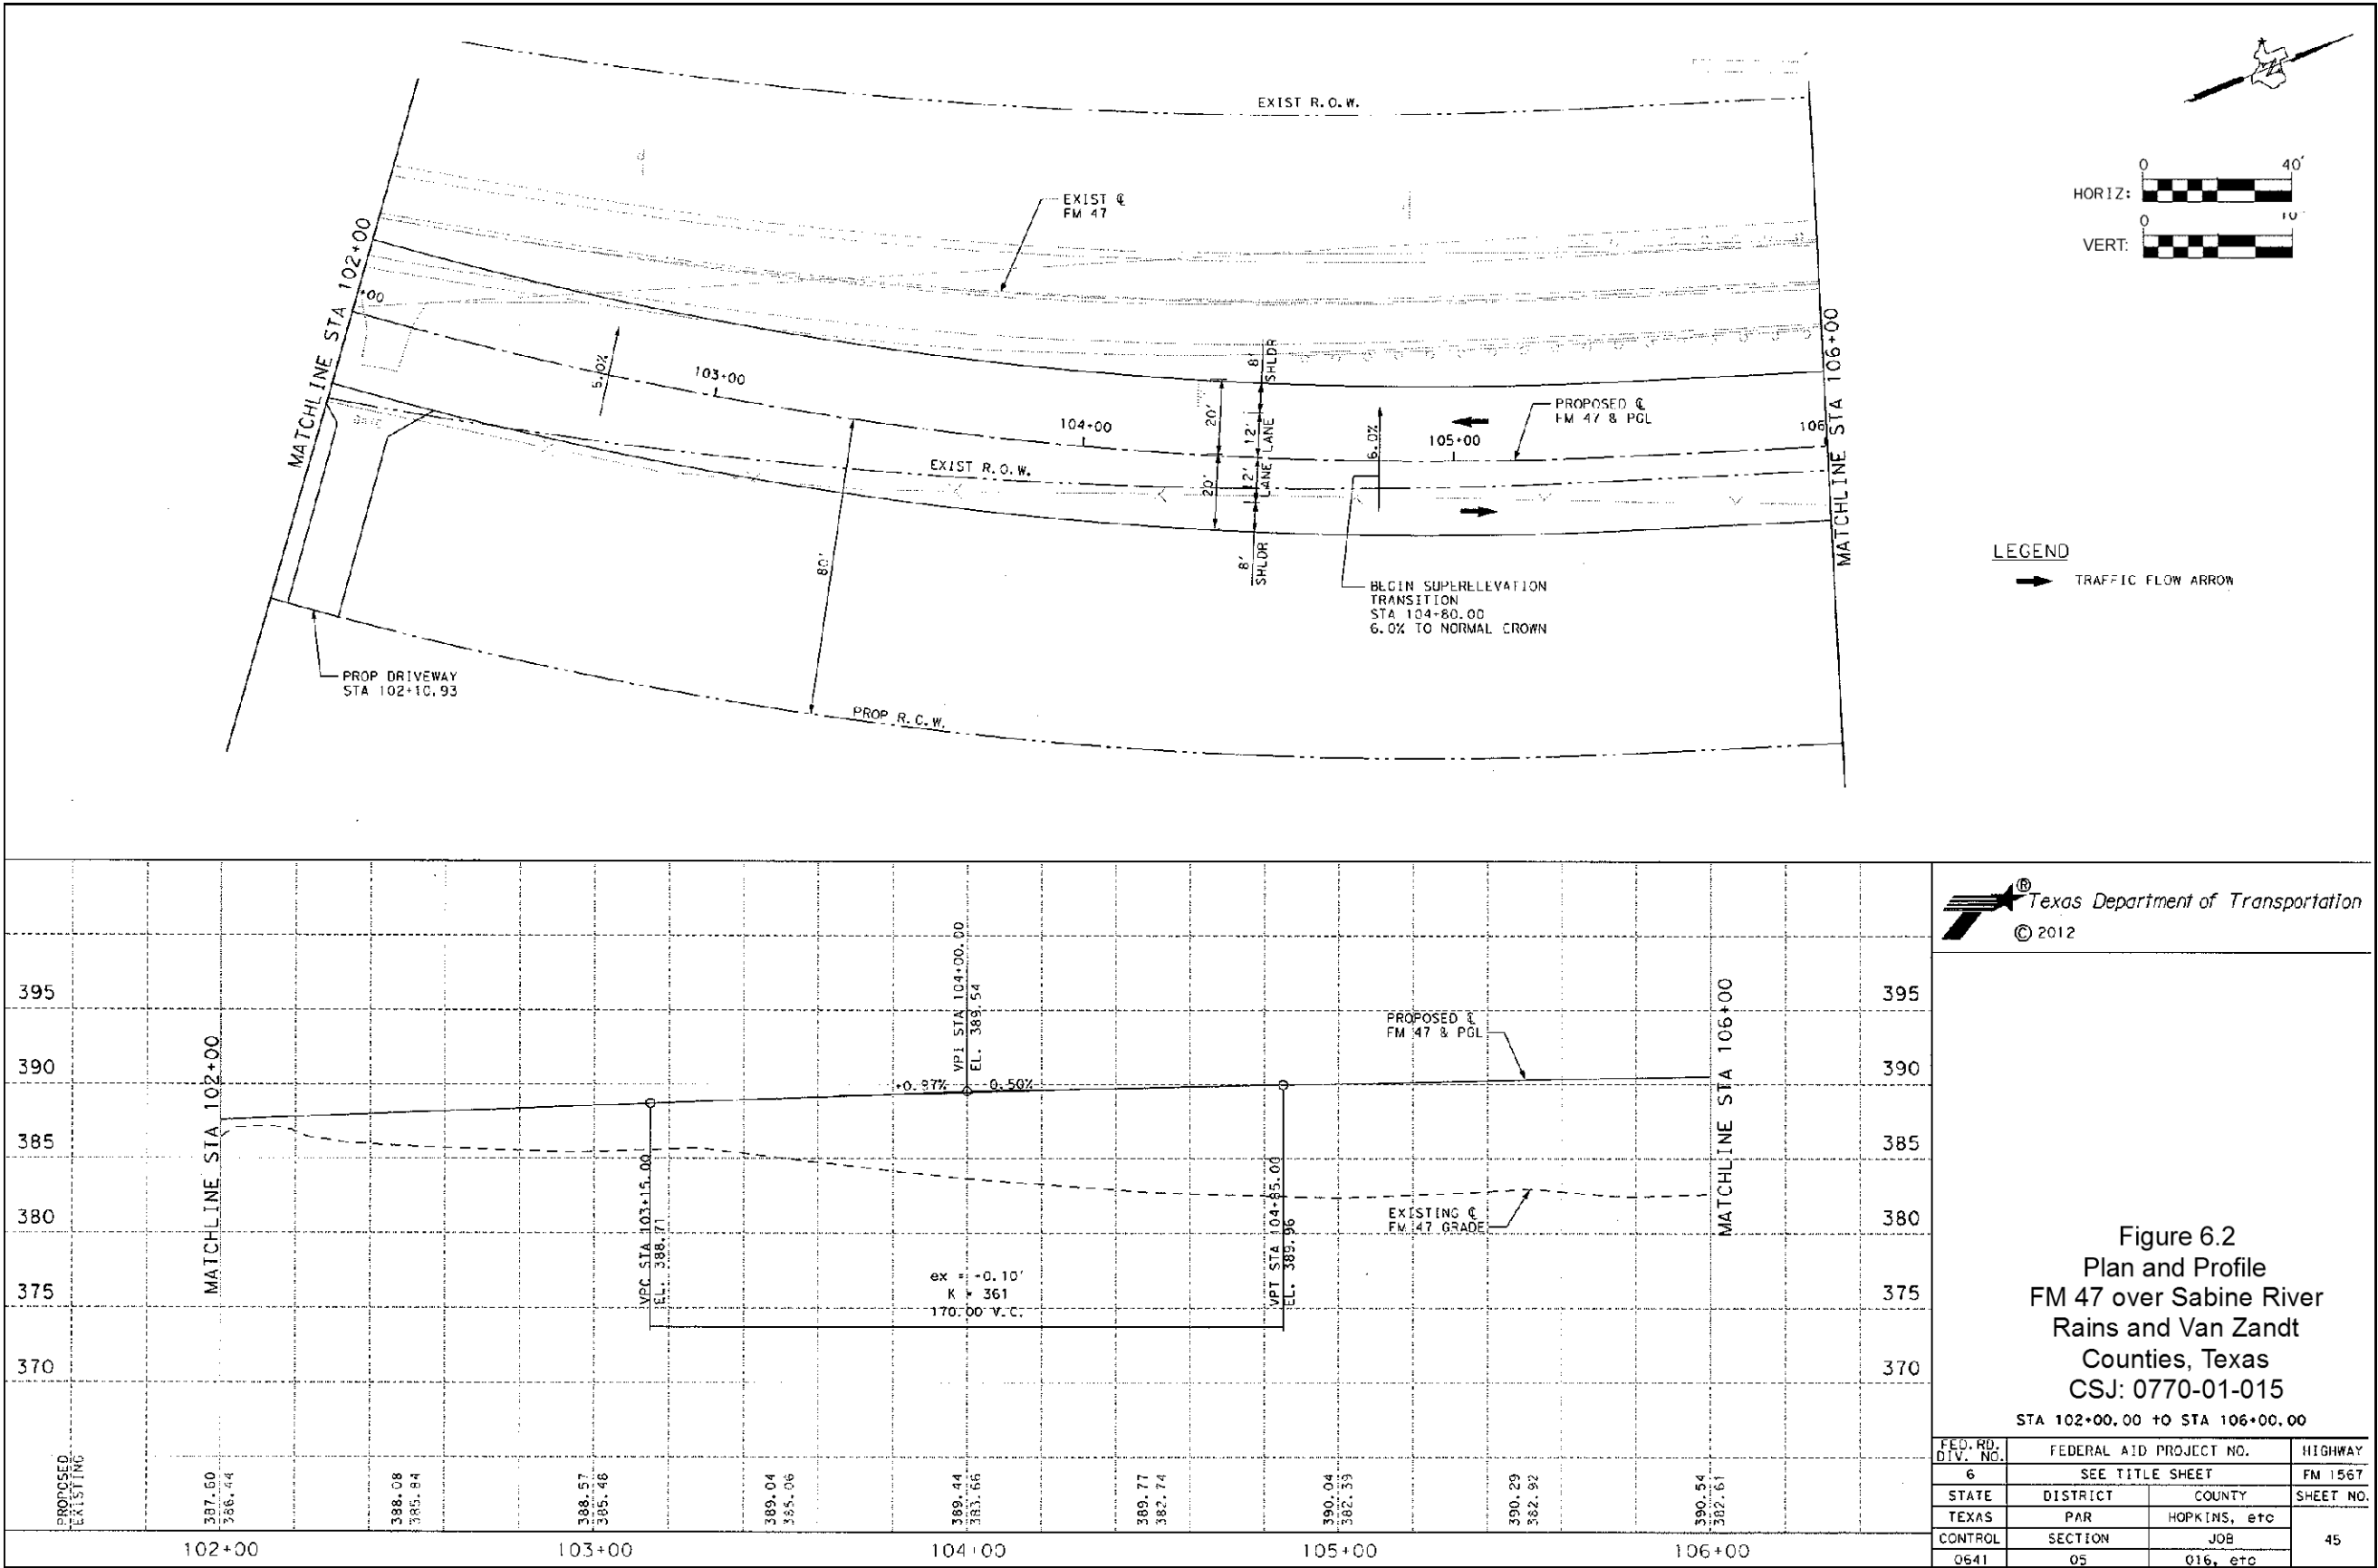 EXIST R.O.W.
EXIST ℄
FM 47
HORIZ:
0
40'
VERT:
0
10'
MATCHLINE STA 102+00
+00
5.0%
103+00
104+00
105+00
106
EXIST R.O.W.
80'
20'
20'
8'
SHLDR
12'
LANE
12'
LANE
8'
SHLDR
6.0%
PROPOSED ℄
FM 47 & PGL
MATCHLINE STA 106+00
BEGIN SUPERELEVATION
TRANSITION
STA 104+80.00
6.0% TO NORMAL CROWN
LEGEND
TRAFFIC FLOW ARROW
PROP DRIVEWAY
STA 102+10.93
PROP R.O.W.
395
390
385
380
375
370
MATCHLINE STA 102+00
VPC STA 103+15.00
EL. 388.71
VPI STA 104+00.00
EL. 389.54
+0.97%
0.50%
VPT STA 104+85.00
EL. 389.96
ex = -0.10'
K = 361
170.00 V.C.
PROPOSED ℄
FM 47 & PGL
EXISTING ℄
FM 47 GRADE
MATCHLINE STA 106+00
395
390
385
380
375
370
PROPOSED
EXISTING
387.60
386.44
388.08
385.84
388.57
385.48
389.04
385.06
389.44
383.66
389.77
382.74
390.04
382.39
390.29
382.92
390.54
382.61
102+00
103+00
104+00
105+00
106+00
® Texas Department of Transportation
© 2012
Figure 6.2
Plan and Profile
FM 47 over Sabine River
Rains and Van Zandt
Counties, Texas
CSJ: 0770-01-015
STA 102+00.00 TO STA 106+00.00
FED. RD. DIV. NO.
FEDERAL AID PROJECT NO.
HIGHWAY
6
SEE TITLE SHEET
FM 1567
STATE
DISTRICT
COUNTY
SHEET NO.
TEXAS
PAR
HOPKINS, etc
CONTROL
SECTION
JOB
45
0641
05
016, etc